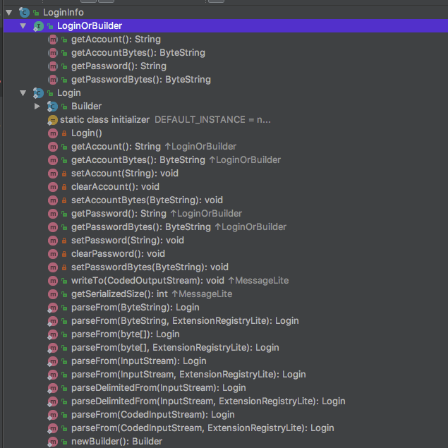 LoginInfo
LoginOrBuilder
getAccount(): String
getAccountBytes(): ByteString
getPassword(): String
getPasswordBytes(): ByteString
Login
Builder
static class initializer DEFAULT_INSTANCE = n...
Login()
getAccount(): String ↑LoginOrBuilder
getAccountBytes(): ByteString ↑LoginOrBuilder
setAccount(String): void
clearAccount(): void
setAccountBytes(ByteString): void
getPassword(): String ↑LoginOrBuilder
getPasswordBytes(): ByteString ↑LoginOrBuilder
setPassword(String): void
clearPassword(): void
setPasswordBytes(ByteString): void
writeTo(CodedOutputStream): void ↑MessageLite
getSerializedSize(): int ↑MessageLite
parseFrom(ByteString): Login
parseFrom(ByteString, ExtensionRegistryLite): Login
parseFrom(byte[]): Login
parseFrom(byte[], ExtensionRegistryLite): Login
parseFrom(InputStream): Login
parseFrom(InputStream, ExtensionRegistryLite): Login
parseDelimitedFrom(InputStream): Login
parseDelimitedFrom(InputStream, ExtensionRegistryLite): Login
parseFrom(CodedInputStream): Login
parseFrom(CodedInputStream, ExtensionRegistryLite): Login
newBuilder(): Builder